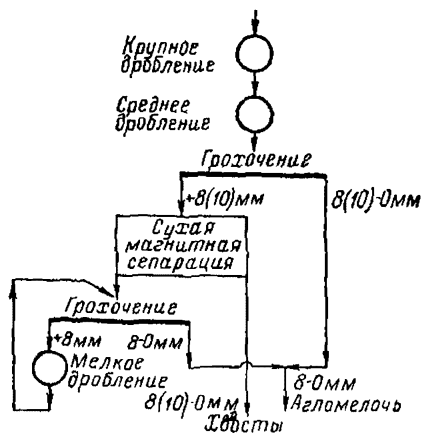 Крупное
дробление
Среднее
дробление
Грохочение
+8(10)мм
8(10)-0мм
Сухая
магнитная
сепарация
Грохочение
+8мм
8-0мм
Мелкое
дробление
8-0мм
Агломелочь
8(10)-0мм
Хвосты